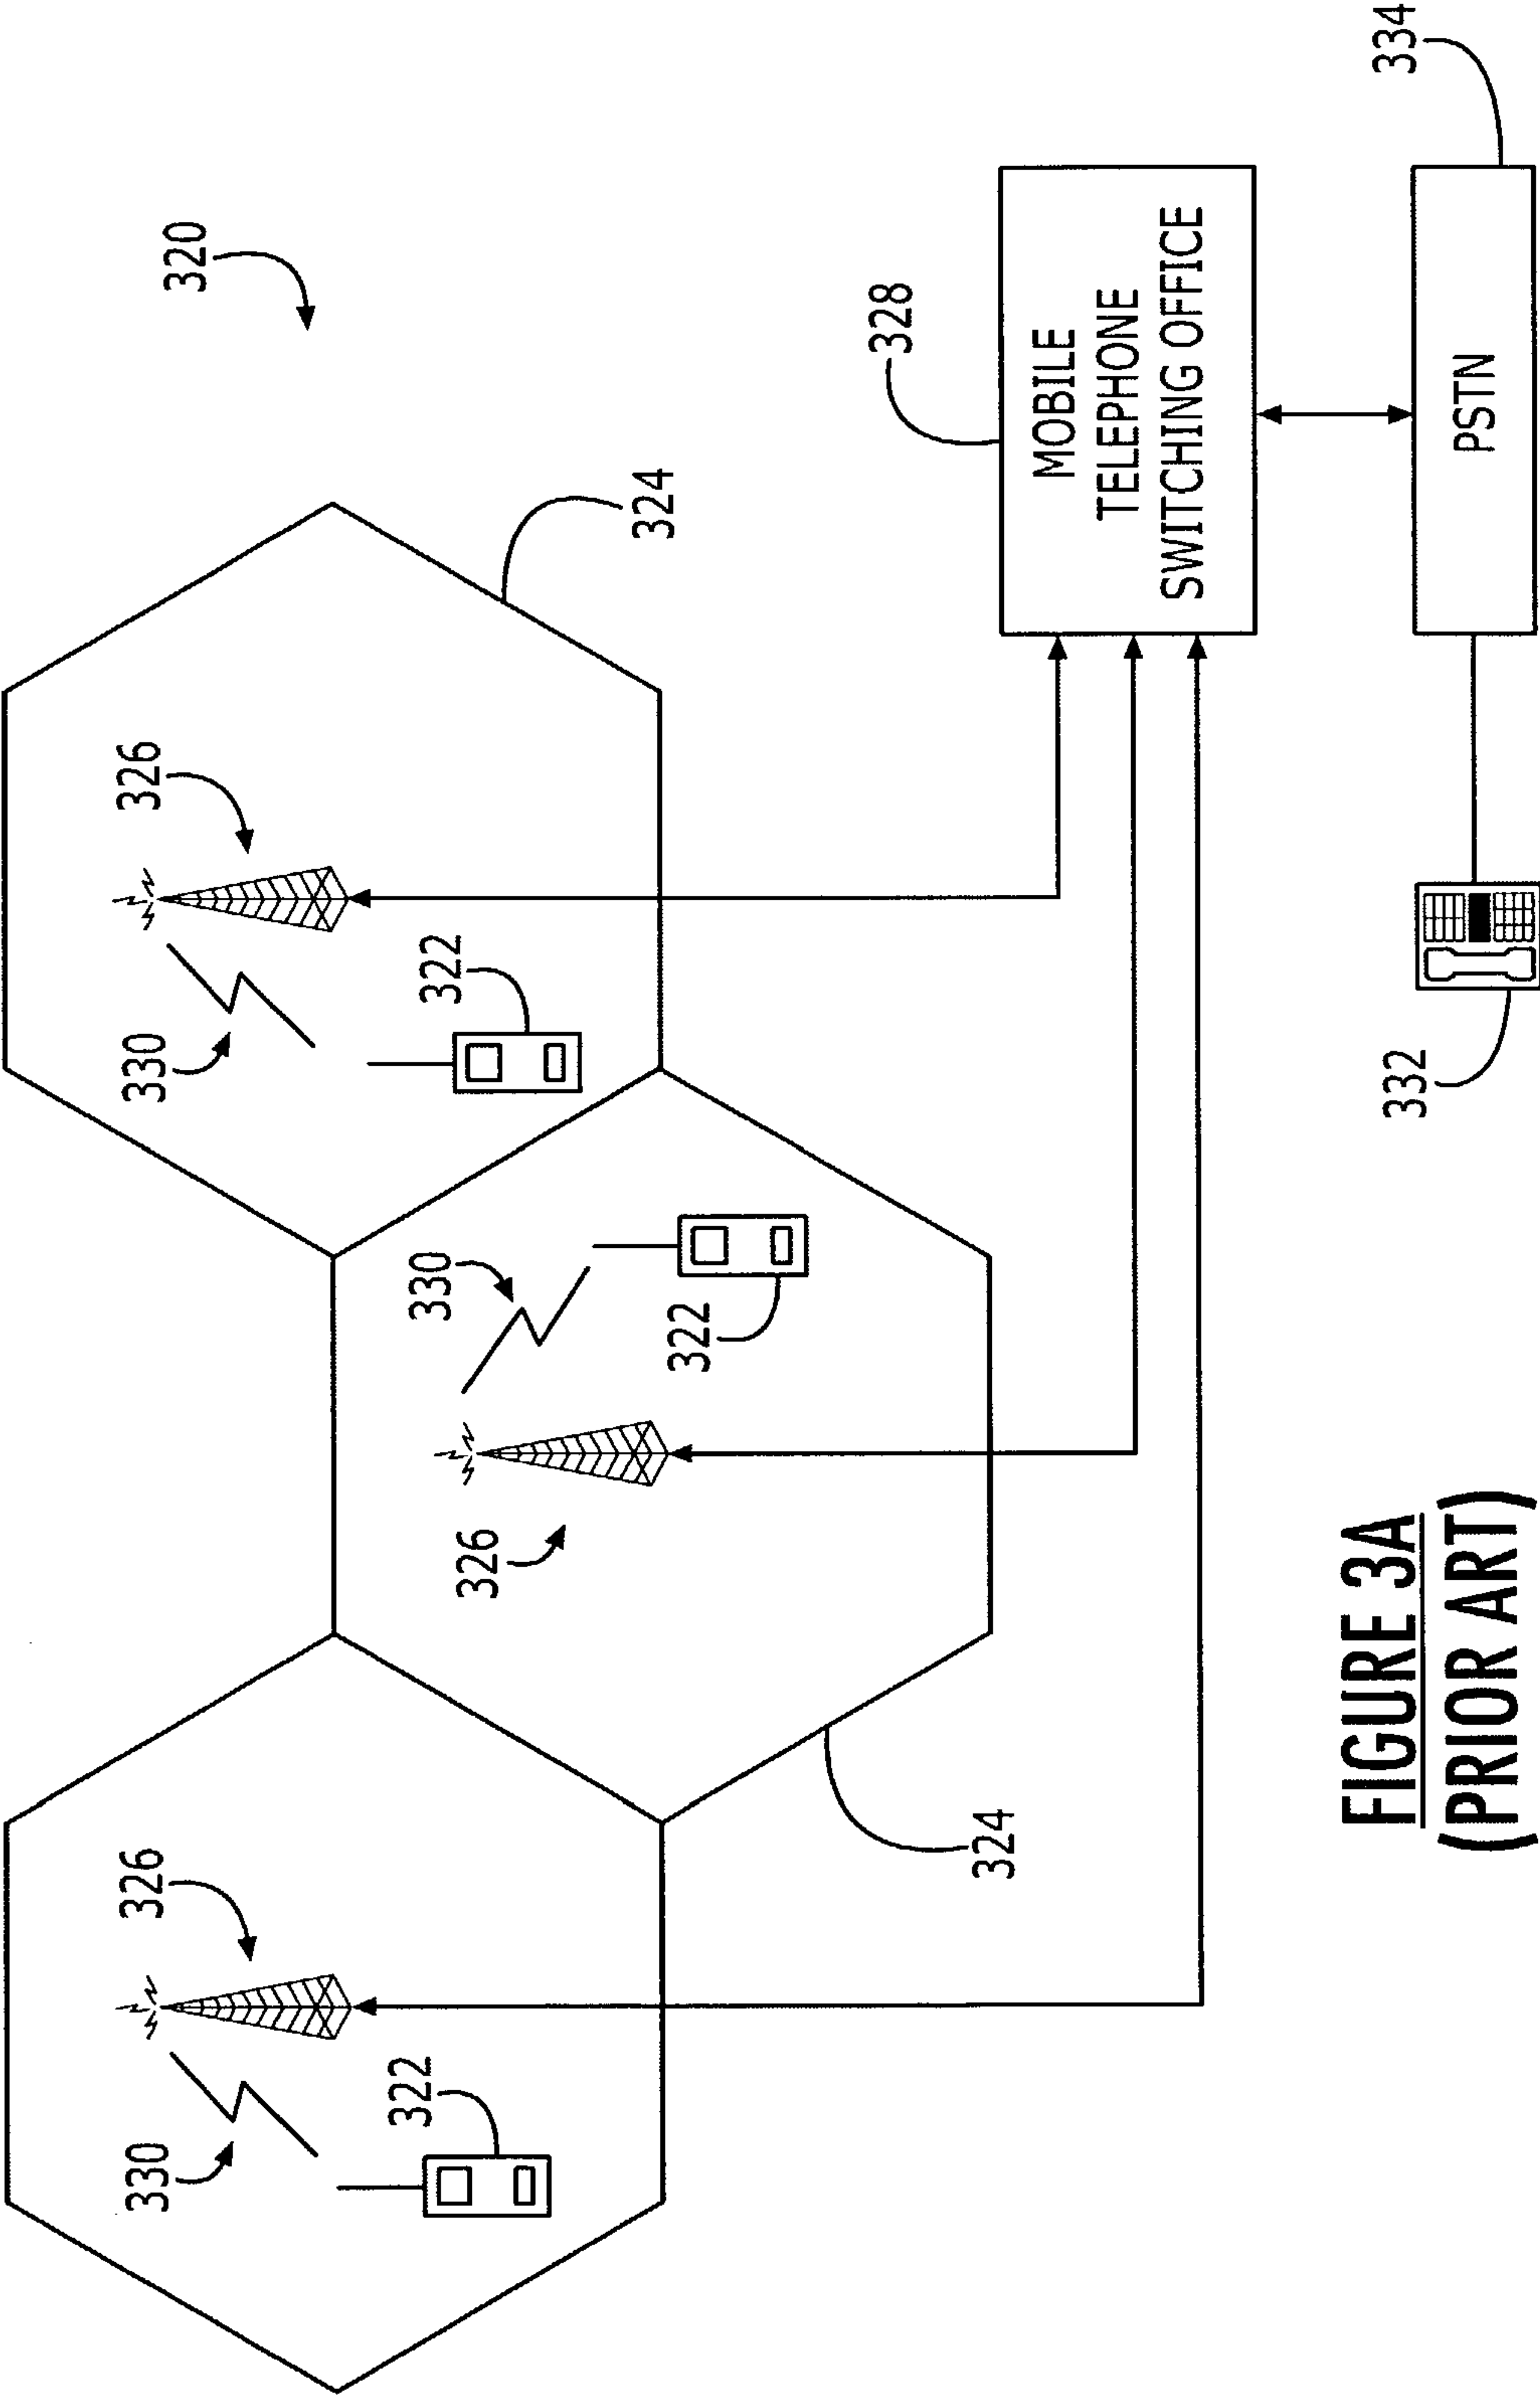 320
326
326
330
330
322
322
324
330
326
322
324
328
MOBILE
TELEPHONE
SWITCHING OFFICE
332
334
PSTN
FIGURE 3A
(PRIOR ART)